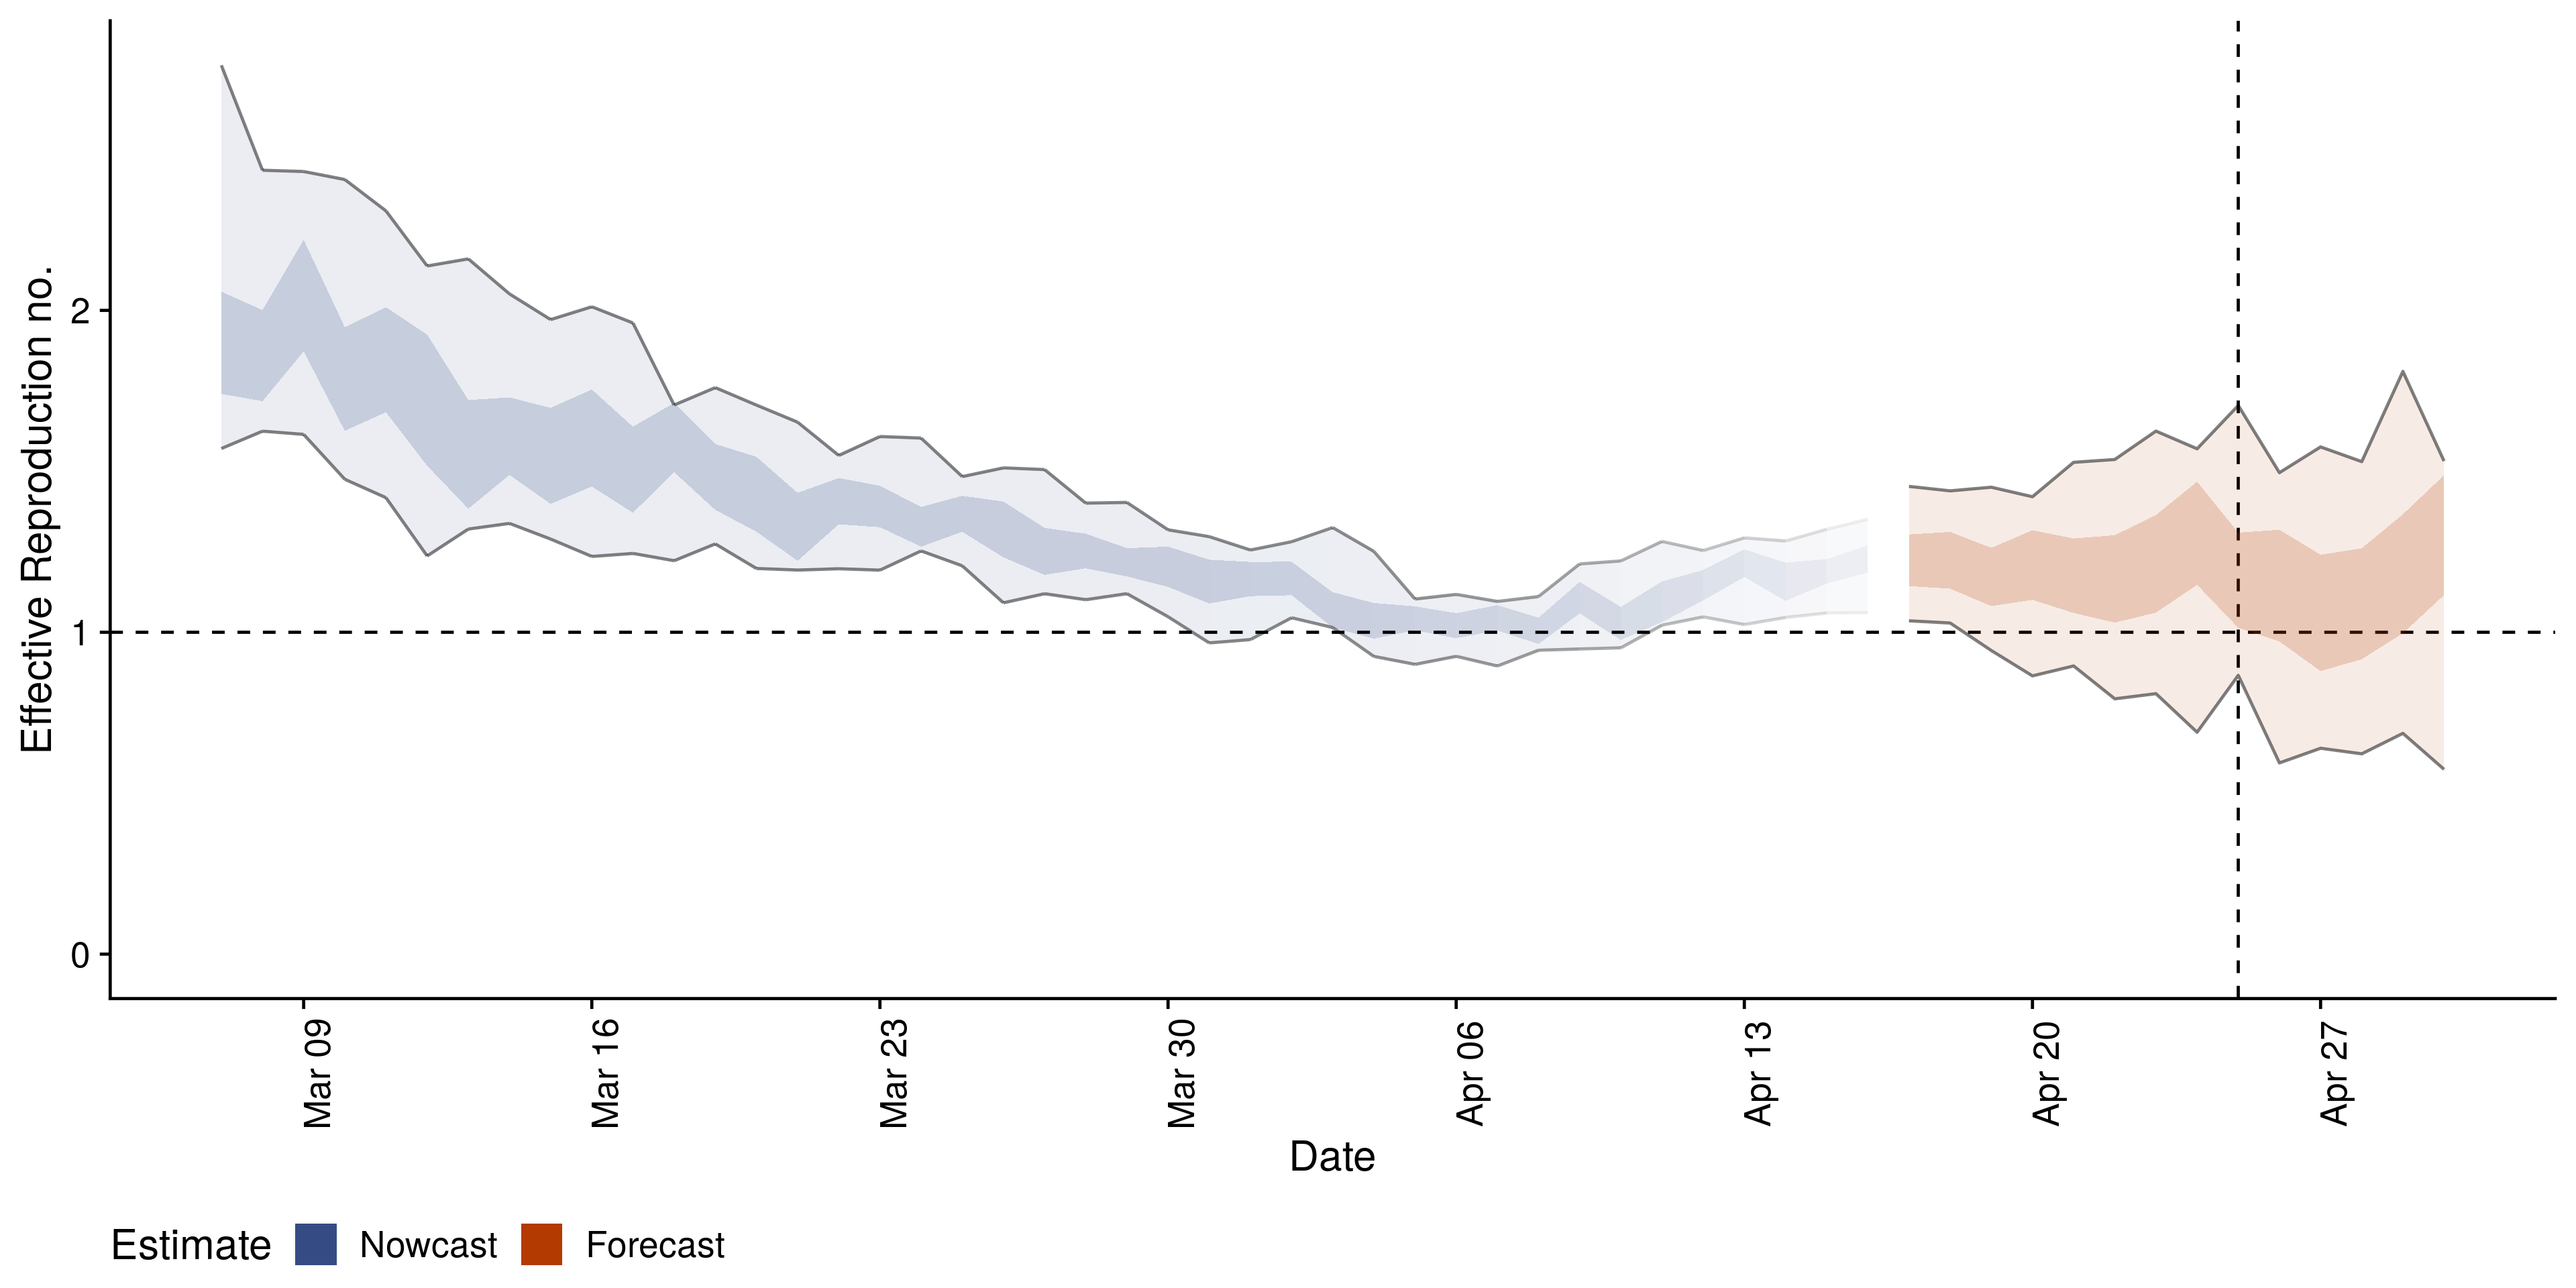 Effective Reproduction no.
2
1
0
Mar 09
Mar 16
Mar 23
Mar 30
Apr 06
Apr 13
Apr 20
Apr 27
Date
Estimate Nowcast Forecast